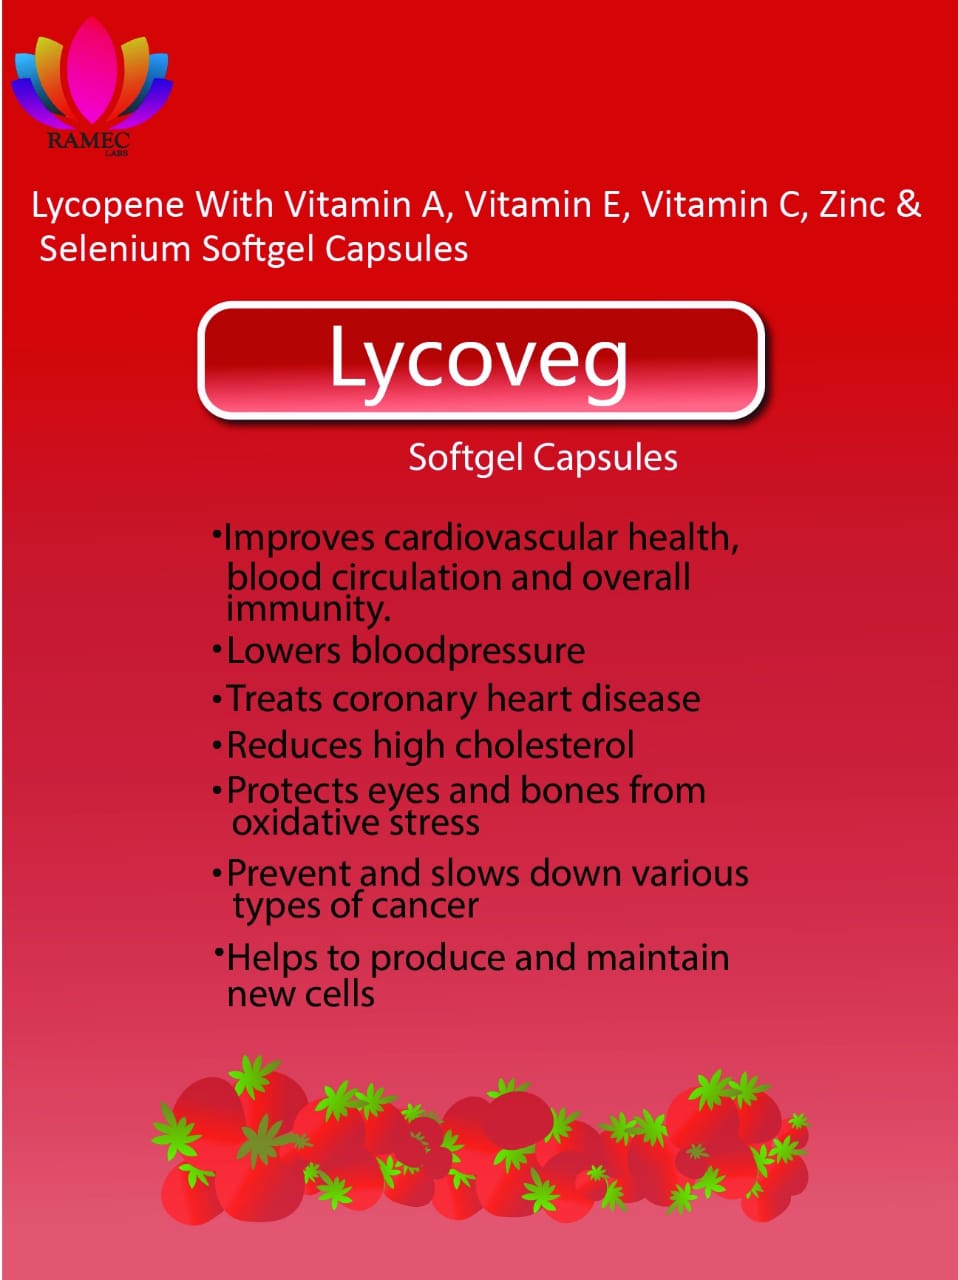 RAMEC
LABS
Lycopene With Vitamin A, Vitamin E, Vitamin C, Zinc &
Selenium Softgel Capsules
Lycoveg
Softgel Capsules
•Improves cardiovascular health,
blood circulation and overall
immunity.
•Lowers bloodpressure
•Treats coronary heart disease
•Reduces high cholesterol
•Protects eyes and bones from
oxidative stress
•Prevent and slows down various
types of cancer
•Helps to produce and maintain
new cells